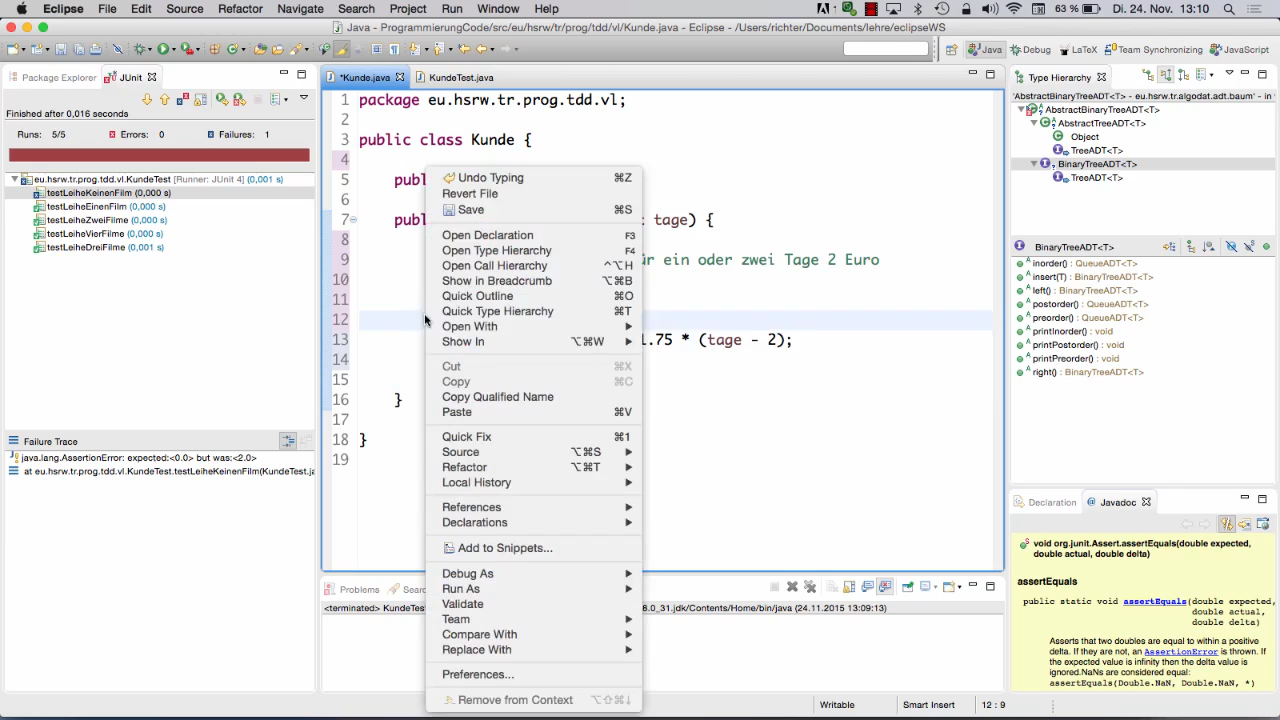 Eclipse File Edit Source Refactor Navigate Search Project Run Window Help 63 % Di. 24. Nov. 13:10
Java - ProgrammierungCode/src/eu/hsrw/tr/prog/tdd/vl/Kunde.java - Eclipse - /Users/richter/Documents/lehre/eclipseWS
Java Debug LaTeX Team Synchronizing JavaScript
Package Explorer JUnit
Finished after 0,016 seconds
Runs: 5/5 Errors: 0 Failures: 1
eu.hsrw.tr.prog.tdd.vl.KundeTest [Runner: JUnit 4] (0,001 s)
testLeiheKeinenFilm (0,000 s)
testLeiheEinenFilm (0,000 s)
testLeiheZweiFilme (0,000 s)
testLeiheVierFilme (0,000 s)
testLeiheDreiFilme (0,001 s)
Failure Trace
java.lang.AssertionError: expected:<0.0> but was:<2.0>
at eu.hsrw.tr.prog.tdd.vl.KundeTest.testLeiheKeinenFilm(KundeTest.ja
*Kunde.java KundeTest.java
1 package eu.hsrw.tr.prog.tdd.vl;
2
3 public class Kunde {
4
5 publ
6
7 publ tage) {
8
9 ür ein oder zwei Tage 2 Euro
10
11
12
13 1.75 * (tage - 2);
14
15
16 }
17
18 }
19
Undo Typing ⌘Z
Revert File
Save ⌘S
Open Declaration F3
Open Type Hierarchy F4
Open Call Hierarchy ^⌥H
Show in Breadcrumb ⌥⌘B
Quick Outline ⌘O
Quick Type Hierarchy ⌘T
Open With
Show In ⌥⌘W
Cut ⌘X
Copy ⌘C
Copy Qualified Name
Paste ⌘V
Quick Fix ⌘1
Source ⌥⌘S
Refactor ⌥⌘T
Local History
References
Declarations
Add to Snippets...
Debug As
Run As
Validate
Team
Compare With
Replace With
Preferences...
Remove from Context ⌥⇧⌘↓
Problems Sear
<terminated> KundeTest 8.0_31.jdk/Contents/Home/bin/java (24.11.2015 13:09:13)
Type Hierarchy
'AbstractBinaryTreeADT<T>' - eu.hsrw.tr.algodat.adt.baum' - in
AbstractBinaryTreeADT<T>
AbstractTreeADT<T>
Object
TreeADT<T>
BinaryTreeADT<T>
TreeADT<T>
BinaryTreeADT<T>
inorder() : QueueADT<T>
insert(T) : BinaryTreeADT<T>
left() : BinaryTreeADT<T>
postorder() : QueueADT<T>
preorder() : QueueADT<T>
printInorder() : void
printPostorder() : void
printPreorder() : void
right() : BinaryTreeADT<T>
Declaration @ Javadoc
void org.junit.Assert.assertEquals(double expected, double actual, double delta)
assertEquals
public static void assertEquals(double expected,
double actual,
double delta)
Asserts that two doubles are equal to within a positive
delta. If they are not, an AssertionError is thrown. If
the expected value is infinity then the delta value is
ignored.NaNs are considered equal:
assertEquals(Double.NaN, Double.NaN, *)
Writable Smart Insert 12 : 9